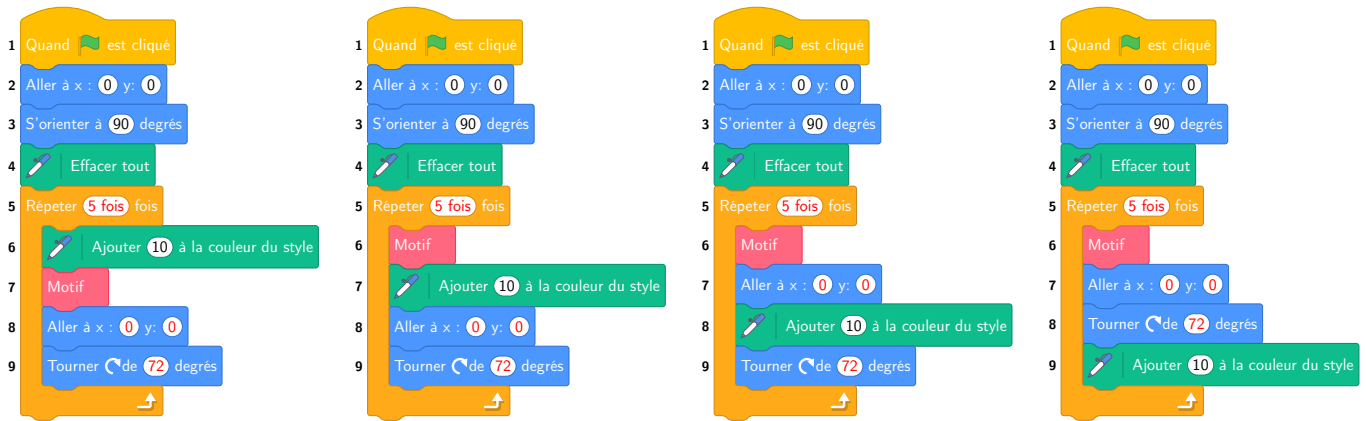 1 Quand est cliqué
2 Aller à x : 0 y: 0
3 S'orienter à 90 degrés
4 Effacer tout
5 Répeter 5 fois fois
6 Ajouter 10 à la couleur du style
7 Motif
8 Aller à x : 0 y: 0
9 Tourner de 72 degrés
1 Quand est cliqué
2 Aller à x : 0 y: 0
3 S'orienter à 90 degrés
4 Effacer tout
5 Répeter 5 fois fois
6 Motif
7 Ajouter 10 à la couleur du style
8 Aller à x : 0 y: 0
9 Tourner de 72 degrés
1 Quand est cliqué
2 Aller à x : 0 y: 0
3 S'orienter à 90 degrés
4 Effacer tout
5 Répeter 5 fois fois
6 Motif
7 Aller à x : 0 y: 0
8 Ajouter 10 à la couleur du style
9 Tourner de 72 degrés
1 Quand est cliqué
2 Aller à x : 0 y: 0
3 S'orienter à 90 degrés
4 Effacer tout
5 Répeter 5 fois fois
6 Motif
7 Aller à x : 0 y: 0
8 Tourner de 72 degrés
9 Ajouter 10 à la couleur du style